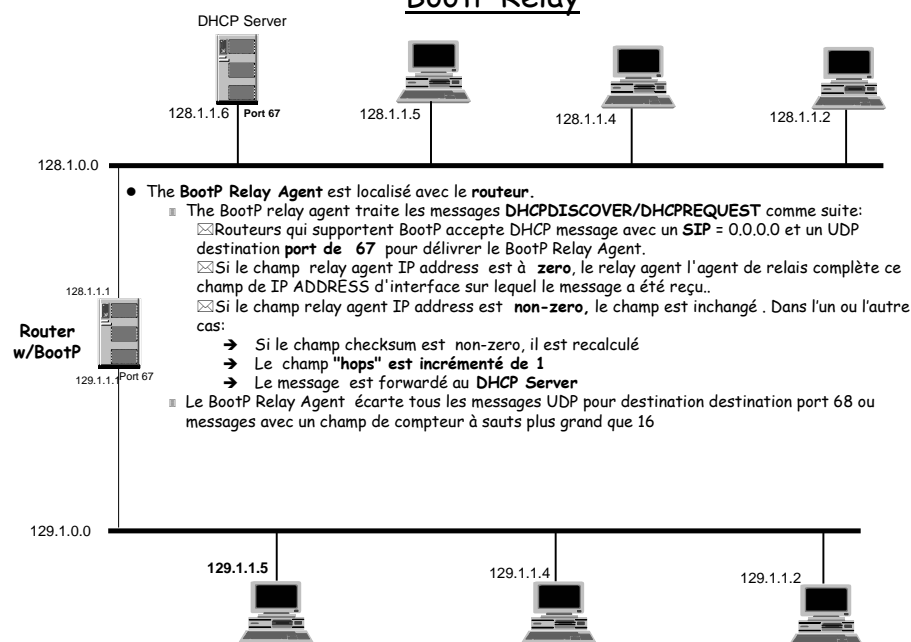 BootP Relay
DHCP Server
128.1.1.6 Port 67
128.1.1.5
128.1.1.4
128.1.1.2
128.1.0.0
The BootP Relay Agent est localisé avec le routeur.
The BootP relay agent traite les messages DHCPDISCOVER/DHCPREQUEST comme suite:
Routeurs qui supportent BootP accepte DHCP message avec un SIP = 0.0.0.0 et un UDP
destination port de 67 pour délivrer le BootP Relay Agent.
Si le champ relay agent IP address est à zero, le relay agent l'agent de relais complète ce
champ de IP ADDRESS d'interface sur lequel le message a été reçu..
Si le champ relay agent IP address est non-zero, le champ est inchangé . Dans l'un ou l'autre
cas:
➔ Si le champ checksum est non-zero, il est recalculé
➔ Le champ "hops" est incrémenté de 1
➔ Le message est forwardé au DHCP Server
Le BootP Relay Agent écarte tous les messages UDP pour destination destination port 68 ou
messages avec un champ de compteur à sauts plus grand que 16
128.1.1.1
Router
w/BootP
129.1.1.1 Port 67
129.1.0.0
129.1.1.5
129.1.1.4
129.1.1.2